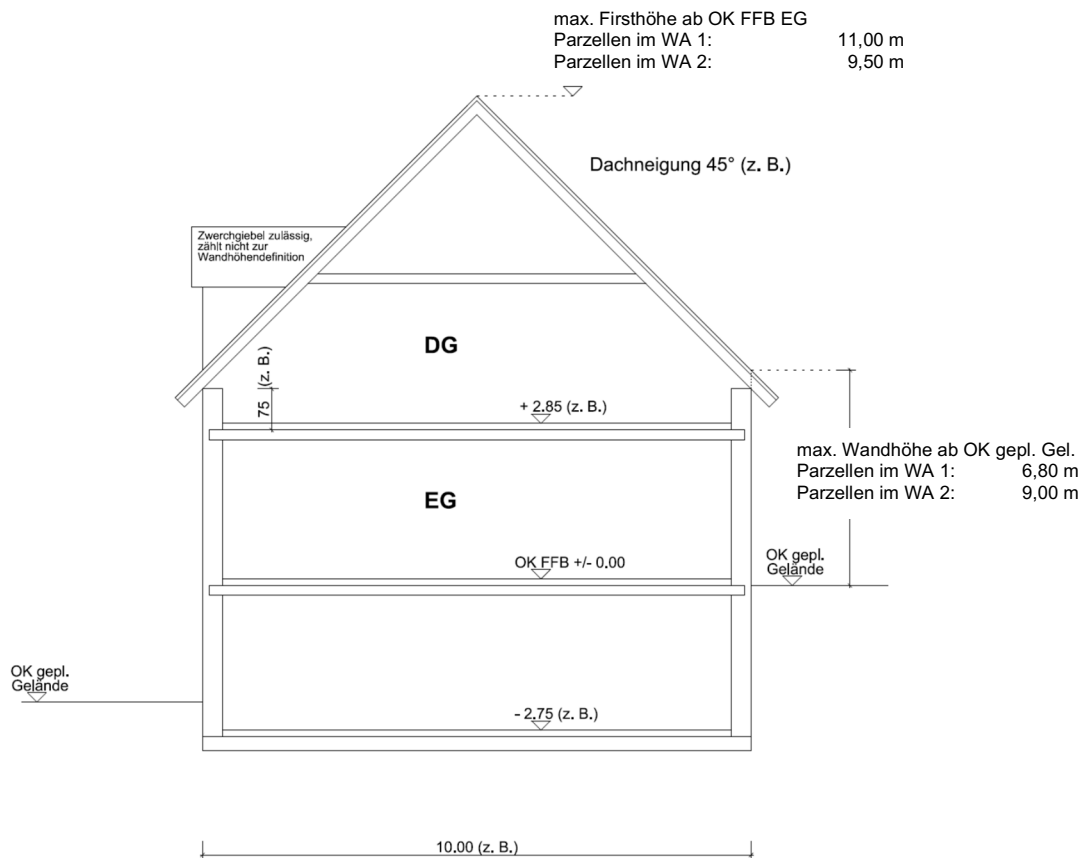 max. Firsthöhe ab OK FFB EG
Parzellen im WA 1: 11,00 m
Parzellen im WA 2: 9,50 m
Dachneigung 45° (z. B.)
Zwerchgiebel zulässig,
zählt nicht zur
Wandhöhendefinition
DG
75 (z. B.)
+ 2.85 (z. B.)
max. Wandhöhe ab OK gepl. Gel.
Parzellen im WA 1: 6,80 m
Parzellen im WA 2: 9,00 m
EG
OK FFB +/- 0.00
OK gepl.
Gelände
OK gepl.
Gelände
- 2.75 (z. B.)
10.00 (z. B.)